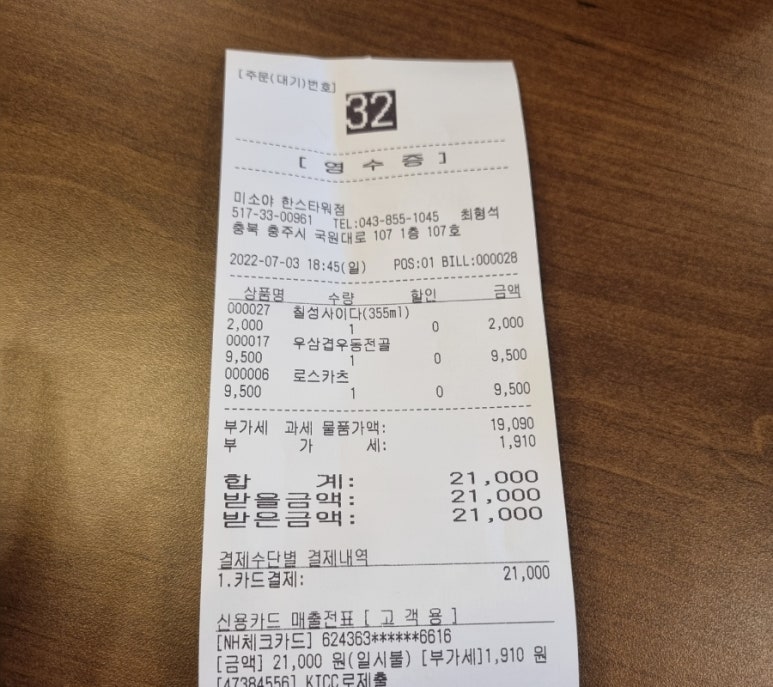 [주문(대기)번호]
32
[ 영 수 증 ]
미소야 한스타워점
517-33-00961 TEL:043-855-1045 최형석
충북 충주시 국원대로 107 1층 107호
2022-07-03 18:45(일) POS:01 BILL:000028
상품명 수량 할인 금액
000027 칠성사이다(355ml)
2,000 1 0 2,000
000017 우삼겹우동전골
9,500 1 0 9,500
000006 로스카츠
9,500 1 0 9,500
부가세 과세 물품가액: 19,090
부 가 세: 1,910
합 계: 21,000
받을금액: 21,000
받은금액: 21,000
결제수단별 결제내역
1.카드결제: 21,000
신용카드 매출전표 [ 고 객 용 ]
[NH체크카드] 624363******6616
[금액] 21,000 원(일시불) [부가세]1,910 원
[47384556] KICC로제출